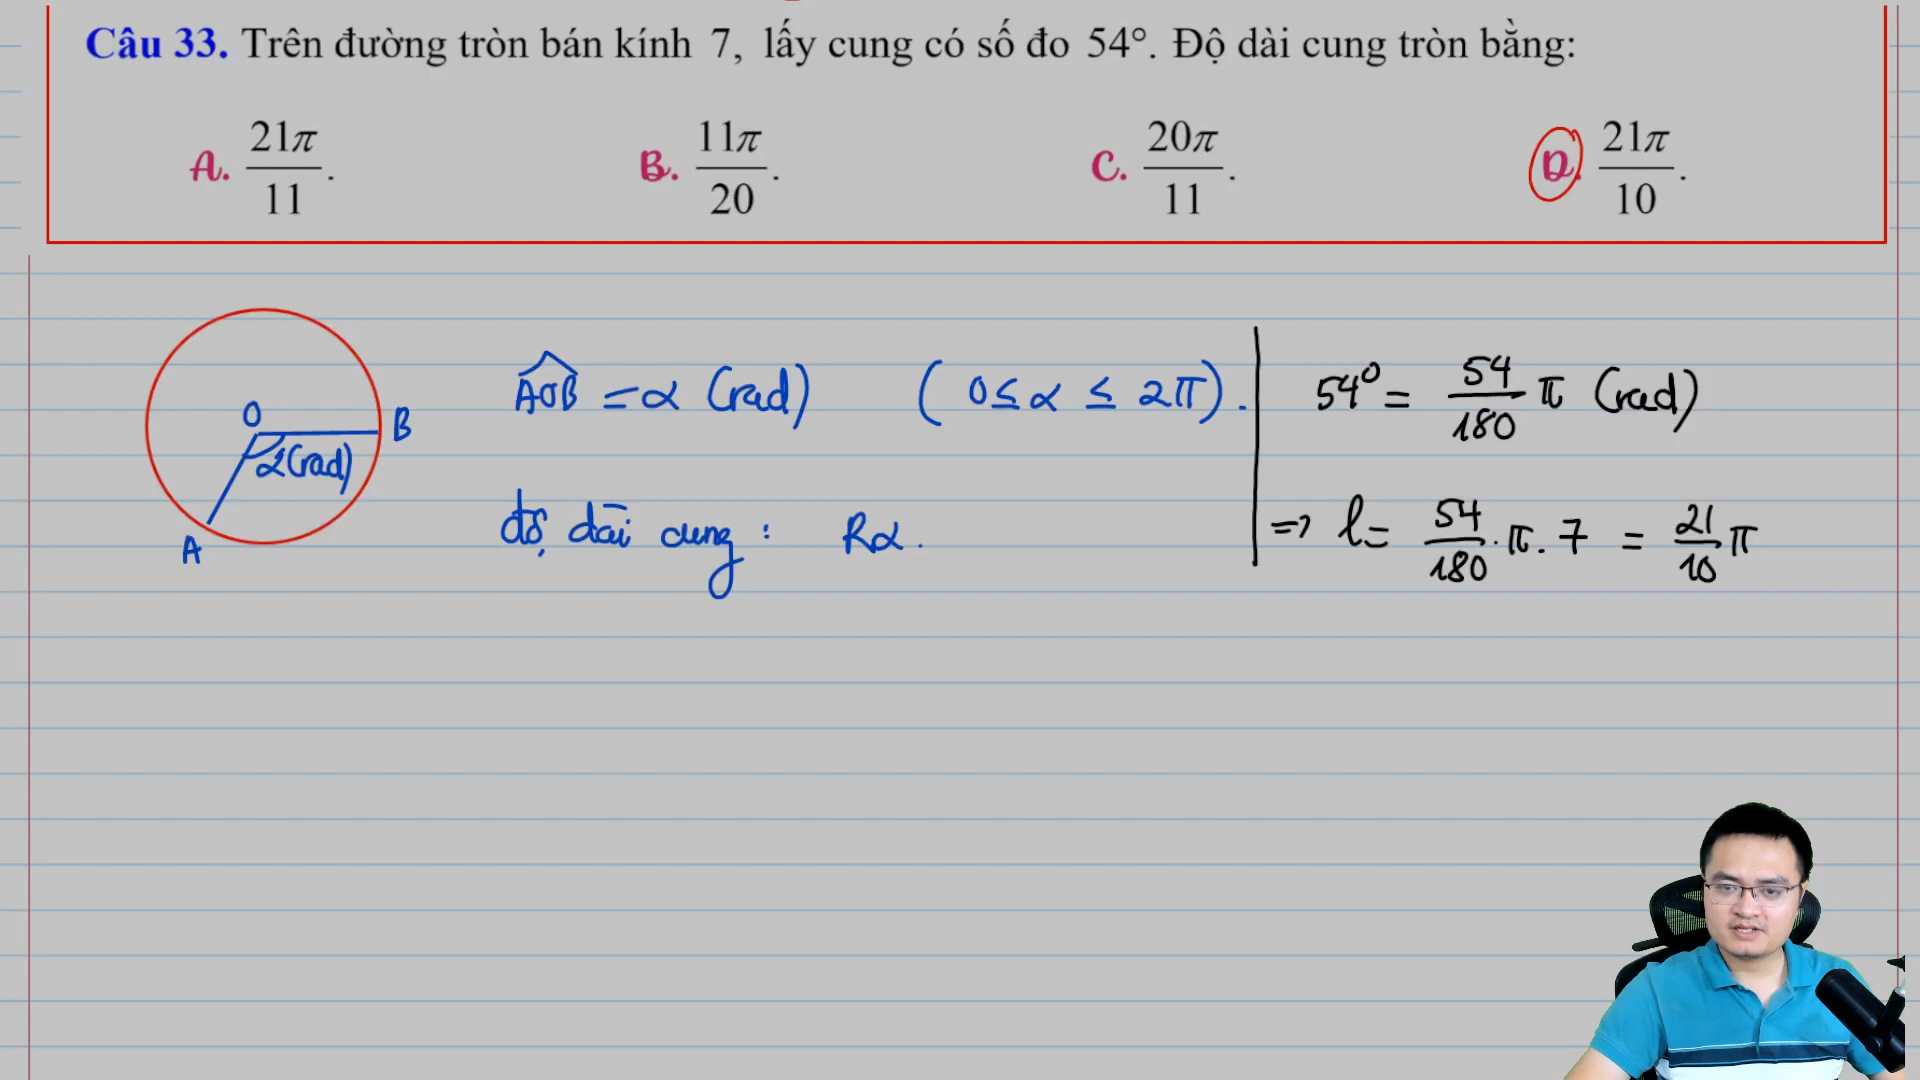 Câu 33. Trên đường tròn bán kính 7, lấy cung có số đo 54°. Độ dài cung tròn bằng:
A. 21π/11. B. 11π/20. C. 20π/11. D. 21π/10.
O
B
α(rad)
A
AOB = α (rad) (0 ≤ α ≤ 2π).
độ dài cung : Rα.
54° = 54/180 π (rad)
=> l = 54/180 . π . 7 = 21/10 π